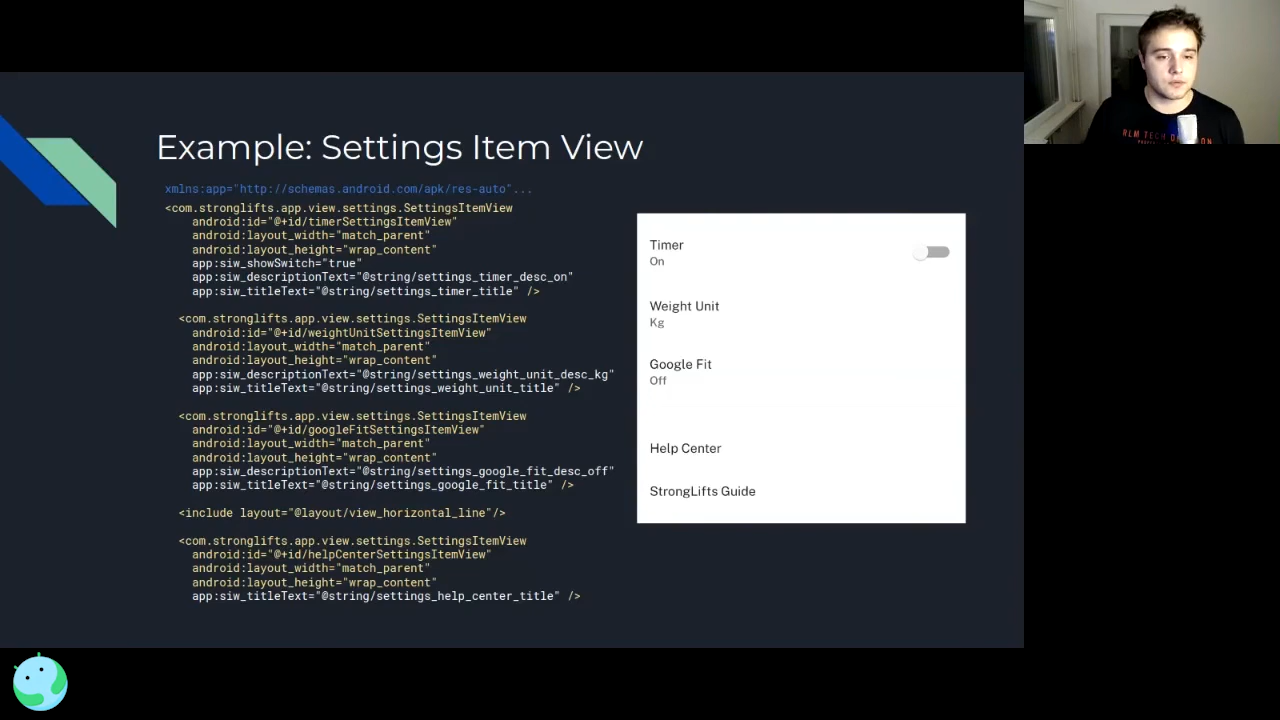 Example: Settings Item View
xmlns:app="http://schemas.android.com/apk/res-auto"...
<com.stronglifts.app.view.settings.SettingsItemView
android:id="@+id/timerSettingsItemView"
android:layout_width="match_parent"
android:layout_height="wrap_content"
app:siw_showSwitch="true"
app:siw_descriptionText="@string/settings_timer_desc_on"
app:siw_titleText="@string/settings_timer_title" />
<com.stronglifts.app.view.settings.SettingsItemView
android:id="@+id/weightUnitSettingsItemView"
android:layout_width="match_parent"
android:layout_height="wrap_content"
app:siw_descriptionText="@string/settings_weight_unit_desc_kg"
app:siw_titleText="@string/settings_weight_unit_title" />
<com.stronglifts.app.view.settings.SettingsItemView
android:id="@+id/googleFitSettingsItemView"
android:layout_width="match_parent"
android:layout_height="wrap_content"
app:siw_descriptionText="@string/settings_google_fit_desc_off"
app:siw_titleText="@string/settings_google_fit_title" />
<include layout="@layout/view_horizontal_line"/>
<com.stronglifts.app.view.settings.SettingsItemView
android:id="@+id/helpCenterSettingsItemView"
android:layout_width="match_parent"
android:layout_height="wrap_content"
app:siw_titleText="@string/settings_help_center_title" />
Timer
On
Weight Unit
Kg
Google Fit
Off
Help Center
StrongLifts Guide
TECH